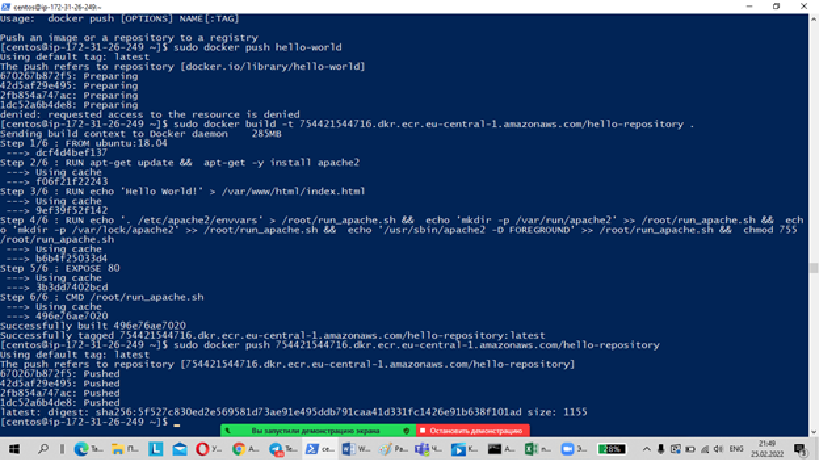 centos@ip-172-31-26-249:~
Usage:  docker push [OPTIONS] NAME[:TAG]
Push an image or a repository to a registry
[centos@ip-172-31-26-249 ~]$ sudo docker push hello-world
Using default tag: latest
The push refers to repository [docker.io/library/hello-world]
670267b872f5: Preparing
42d5af29e495: Preparing
2fb854a747ac: Preparing
1dc52a6b4de8: Preparing
denied: requested access to the resource is denied
[centos@ip-172-31-26-249 ~]$ sudo docker build -t 754421544716.dkr.ecr.eu-central-1.amazonaws.com/hello-repository .
Sending build context to Docker daemon    285MB
Step 1/6 : FROM ubuntu:18.04
 ---> dcf4d4bef137
Step 2/6 : RUN apt-get update &&  apt-get -y install apache2
 ---> Using cache
 ---> f06f21f22243
Step 3/6 : RUN echo 'Hello World!' > /var/www/html/index.html
 ---> Using cache
 ---> 9ef39f52f142
Step 4/6 : RUN echo '. /etc/apache2/envvars' > /root/run_apache.sh &&  echo 'mkdir -p /var/run/apache2' >> /root/run_apache.sh &&  ech
o 'mkdir -p /var/lock/apache2' >> /root/run_apache.sh &&  echo '/usr/sbin/apache2 -D FOREGROUND' >> /root/run_apache.sh &&  chmod 755
/root/run_apache.sh
 ---> Using cache
 ---> b6b4f25033d4
Step 5/6 : EXPOSE 80
 ---> Using cache
 ---> 3b3dd7402bcd
Step 6/6 : CMD /root/run_apache.sh
 ---> Using cache
 ---> 496e76ae7020
Successfully built 496e76ae7020
Successfully tagged 754421544716.dkr.ecr.eu-central-1.amazonaws.com/hello-repository:latest
[centos@ip-172-31-26-249 ~]$ sudo docker push 754421544716.dkr.ecr.eu-central-1.amazonaws.com/hello-repository
Using default tag: latest
The push refers to repository [754421544716.dkr.ecr.eu-central-1.amazonaws.com/hello-repository]
670267b872f5: Pushed
42d5af29e495: Pushed
2fb854a747ac: Pushed
1dc52a6b4de8: Pushed
latest: digest: sha256:5f527c830ed2e569581d73ae91e495ddb791caa41d331fc1426e91b638f101ad size: 1155
[centos@ip-172-31-26-249 ~]$
Вы запустили демонстрацию экрана
Остановить демонстрацию
28%
ENG
21:49
25.02.2022